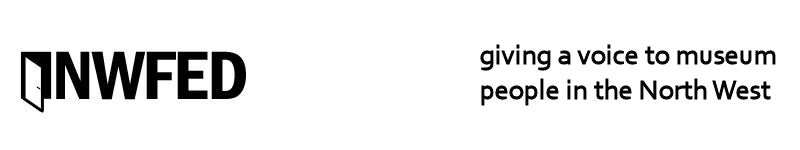 NWFED
giving a voice to museum
people in the North West